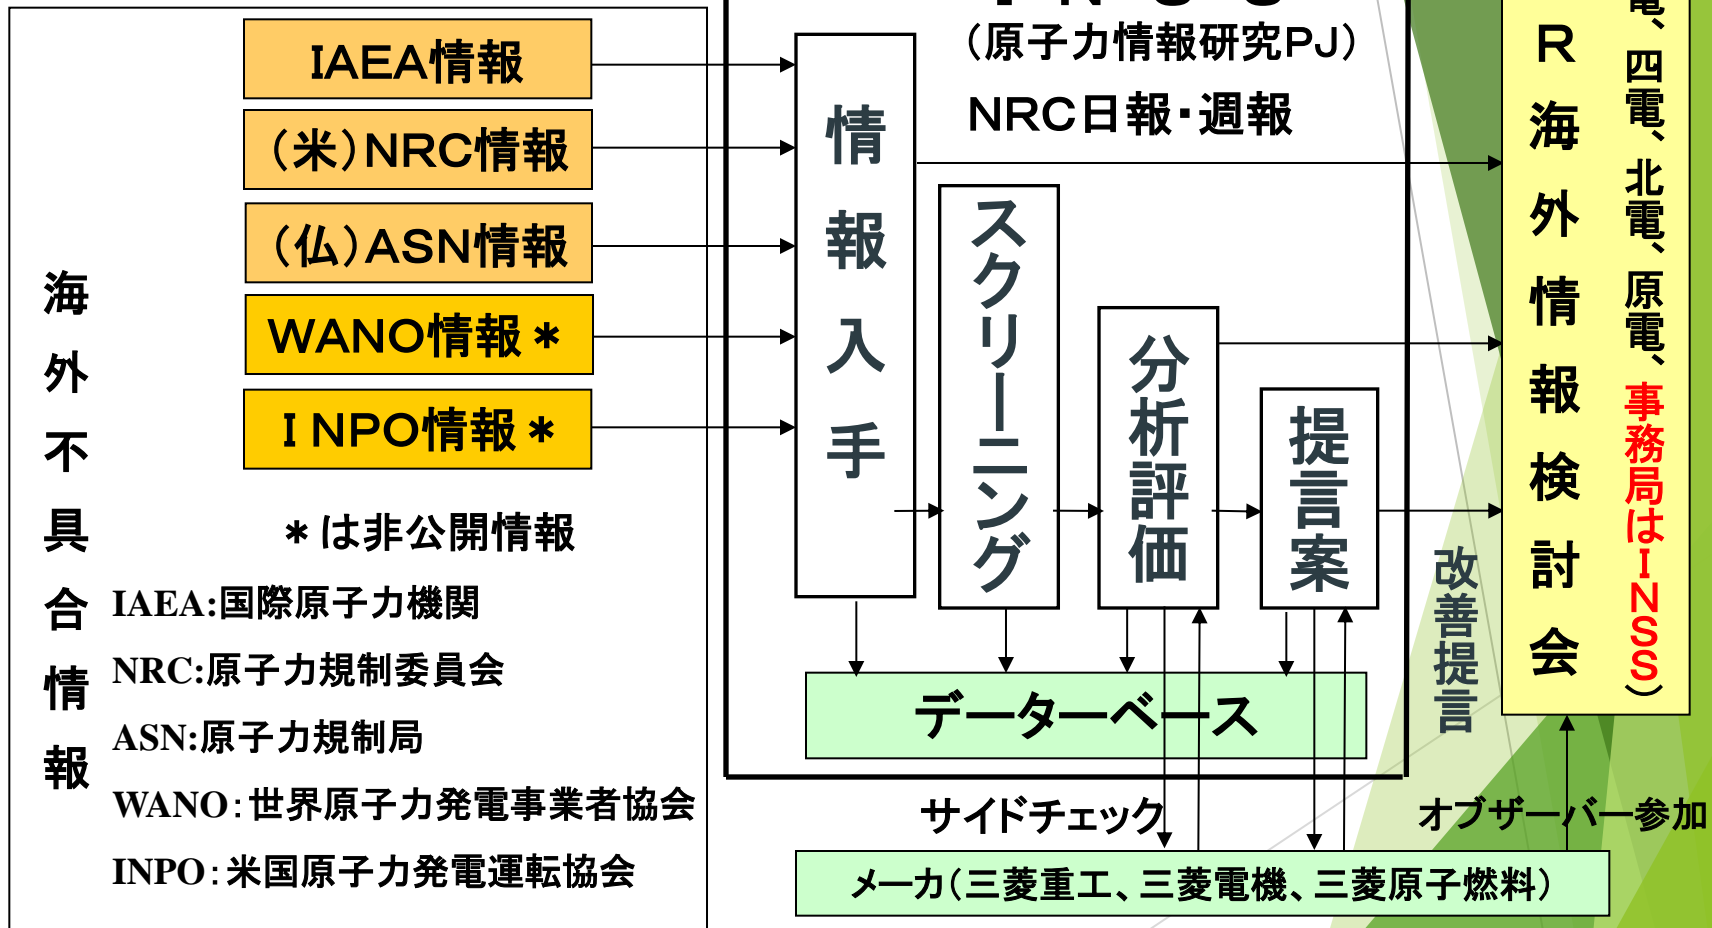 海外不具合情報
IAEA情報
（米）NRC情報
（仏）ASN情報
WANO情報＊
INPO情報＊
＊は非公開情報
IAEA:国際原子力機関
NRC:原子力規制委員会
ASN:原子力規制局
WANO：世界原子力発電事業者協会
INPO：米国原子力発電運転協会
（原子力情報研究PJ）
NRC日報・週報
情報入手
スクリーニング
分析評価
提言案
データーベース
サイドチェック
メーカ（三菱重工、三菱電機、三菱原子燃料）
改善提言
R海外情報検討会
電、四電、北電、原電、事務局はINSS）
オブザーバー参加